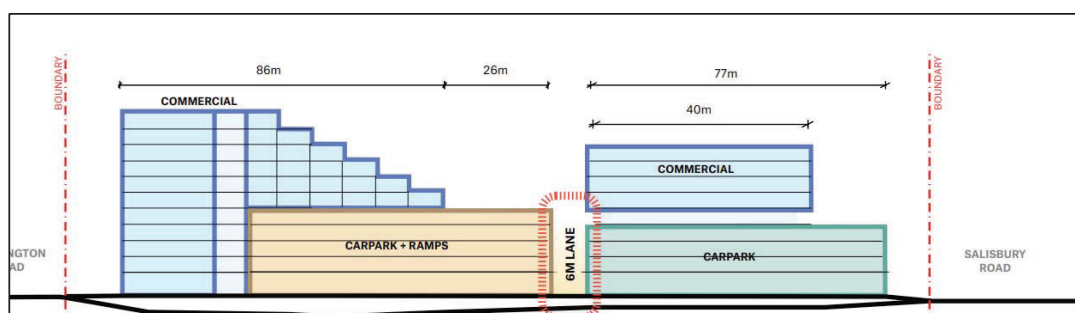 BOUNDARY
86m
26m
77m
BOUNDARY
COMMERCIAL
40m
COMMERCIAL
CARPARK + RAMPS
6M LANE
CARPARK
NGTON
AD
SALISBURY
ROAD